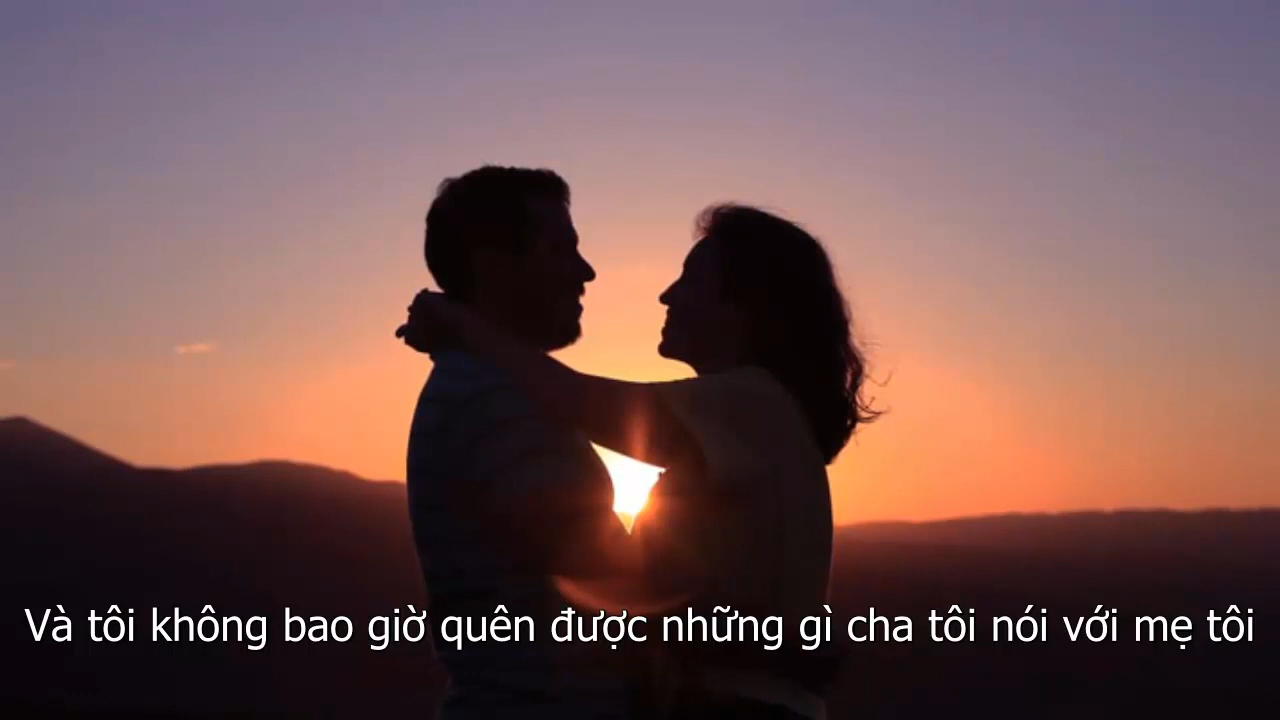 Và tôi không bao giờ quên được những gì cha tôi nói với mẹ tôi